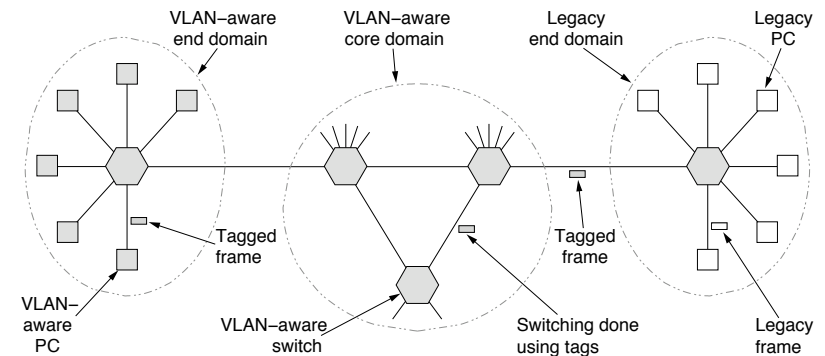 VLAN–aware
end domain
VLAN–aware
core domain
Legacy
end domain
Legacy
PC
Tagged
frame
Tagged
frame
VLAN–
aware
PC
VLAN–aware
switch
Switching done
using tags
Legacy
frame